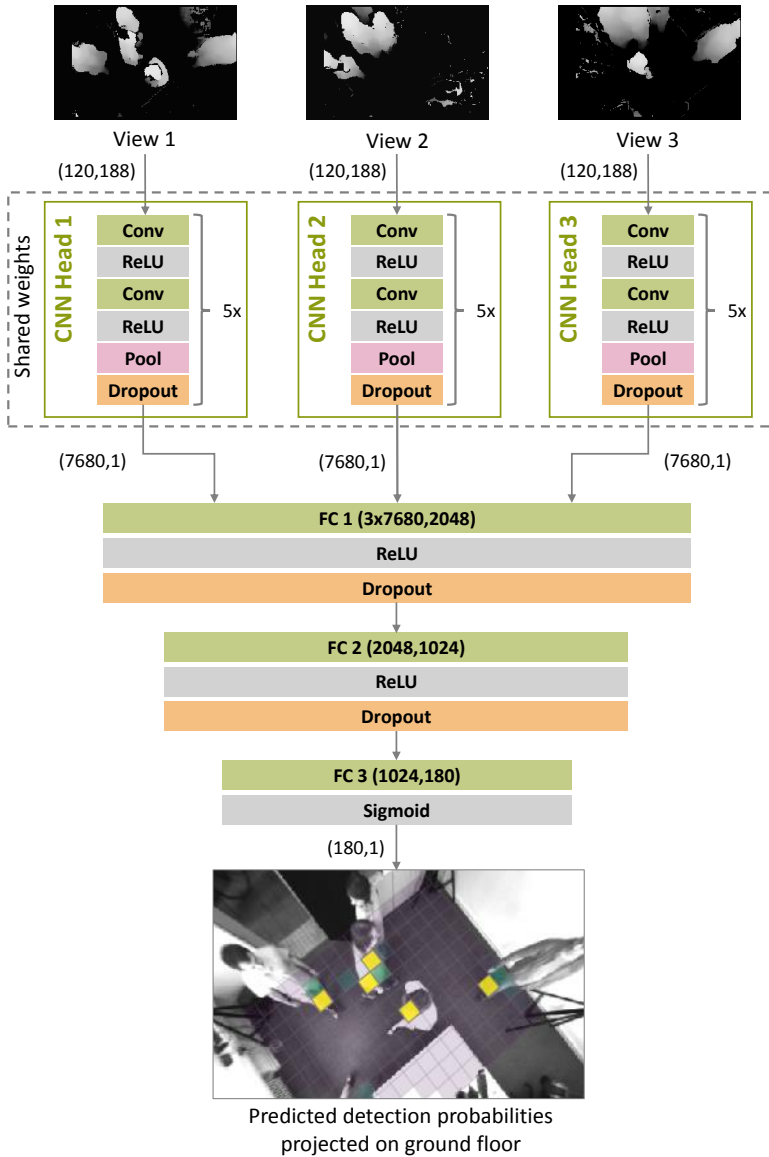 View 1
View 2
View 3
(120,188)
(120,188)
(120,188)
Shared weights
CNN Head 1
Conv
ReLU
Conv
ReLU
Pool
Dropout
5x
CNN Head 2
Conv
ReLU
Conv
ReLU
Pool
Dropout
5x
CNN Head 3
Conv
ReLU
Conv
ReLU
Pool
Dropout
5x
(7680,1)
(7680,1)
(7680,1)
FC 1 (3x7680,2048)
ReLU
Dropout
FC 2 (2048,1024)
ReLU
Dropout
FC 3 (1024,180)
Sigmoid
(180,1)
Predicted detection probabilities
projected on ground floor